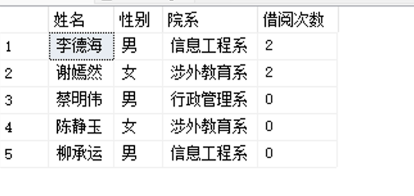 姓名 性别 院系 借阅次数
1 李德海 男 信息工程系 2
2 谢嫣然 女 涉外教育系 2
3 蔡明伟 男 行政管理系 0
4 陈静玉 女 涉外教育系 0
5 柳承运 男 信息工程系 0